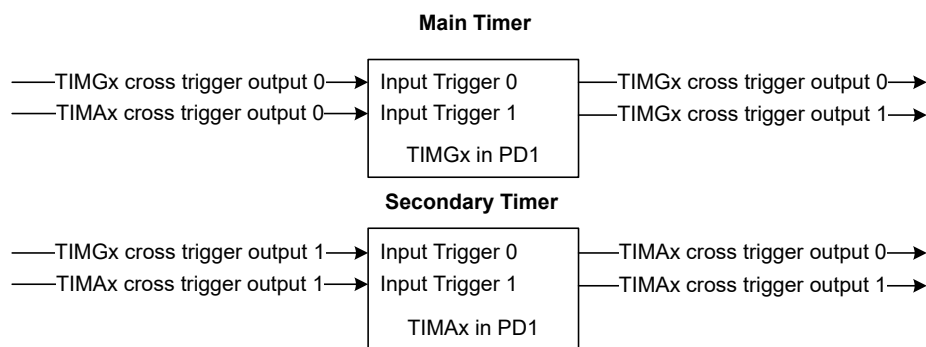 Main Timer
TIMGx cross trigger output 0 Input Trigger 0 TIMGx cross trigger output 0
TIMAx cross trigger output 0 Input Trigger 1 TIMGx cross trigger output 1
TIMGx in PD1
Secondary Timer
TIMGx cross trigger output 1 Input Trigger 0 TIMAx cross trigger output 0
TIMAx cross trigger output 1 Input Trigger 1 TIMAx cross trigger output 1
TIMAx in PD1